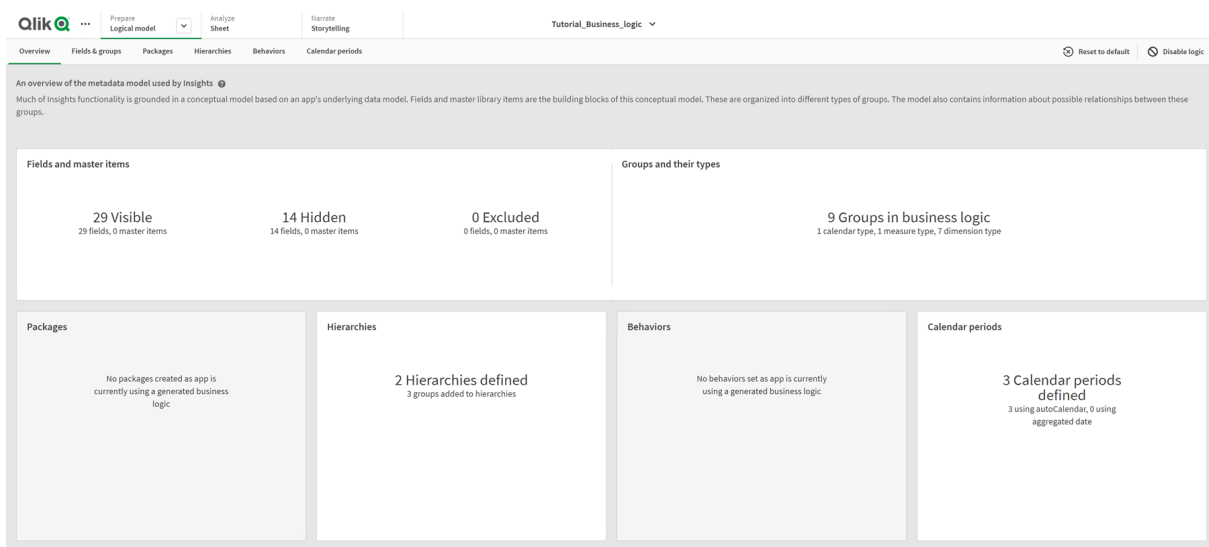 Qlik
Prepare
Logical model
Analyze
Sheet
Narrate
Storytelling
Tutorial_Business_logic
Overview
Fields & groups
Packages
Hierarchies
Behaviors
Calendar periods
Reset to default
Disable logic
An overview of the metadata model used by Insights
Much of Insights functionality is grounded in a conceptual model based on an app's underlying data model. Fields and master library items are the building blocks of this conceptual model. These are organized into different types of groups. The model also contains information about possible relationships between these
groups.
Fields and master items
29 Visible
29 fields, 0 master items
14 Hidden
14 fields, 0 master items
0 Excluded
0 fields, 0 master items
Groups and their types
9 Groups in business logic
1 calendar type, 1 measure type, 7 dimension type
Packages
No packages created as app is
currently using a generated business
logic
Hierarchies
2 Hierarchies defined
3 groups added to hierarchies
Behaviors
No behaviors set as app is currently
using a generated business logic
Calendar periods
3 Calendar periods
defined
3 using autoCalendar, 0 using
aggregated date